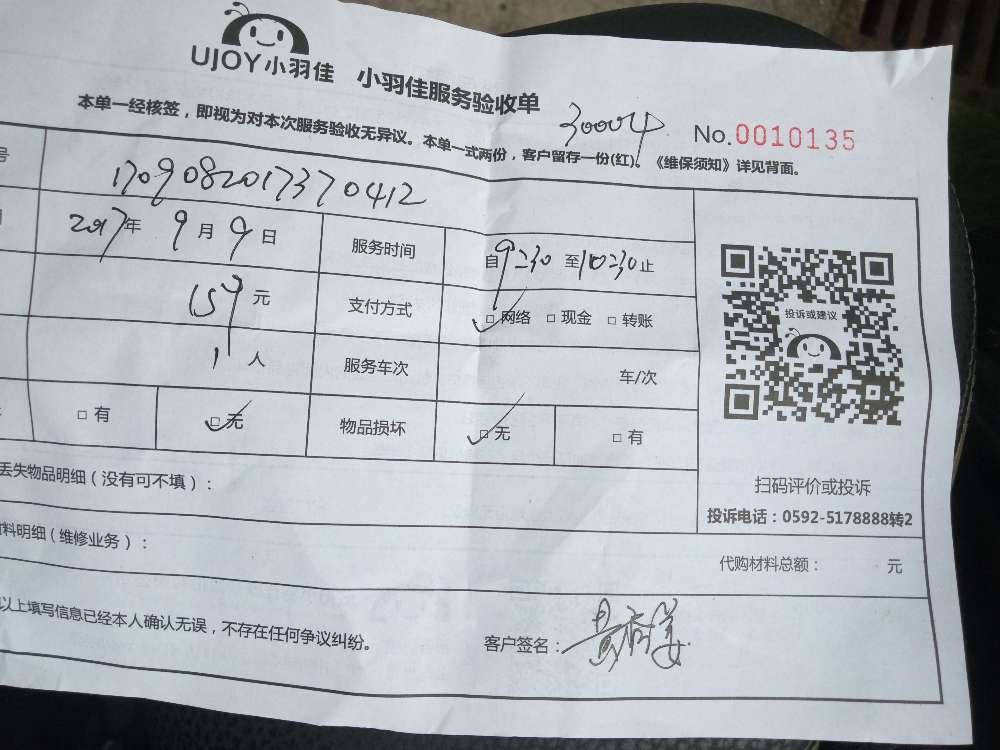 UJOY小羽佳 小羽佳服务验收单
30004 No.0010135
本单一经核签，即视为对本次服务验收无异议。本单一式两份，客户留存一份(红)。《维保须知》详见背面。
号 1709082017370412
2017年 9月 9日 服务时间 自9:30 至10:30止
159元 支付方式 □网络 □现金 □转账
1人 服务车次 车/次
□有 □无 物品损坏 □无 □有
投诉或建议
扫码评价或投诉
投诉电话：0592-5178888转2
丢失物品明细（没有可不填）：
料明细（维修业务）： 代购材料总额： 元
以上填写信息已经本人确认无误，不存在任何争议纠纷。 客户签名：